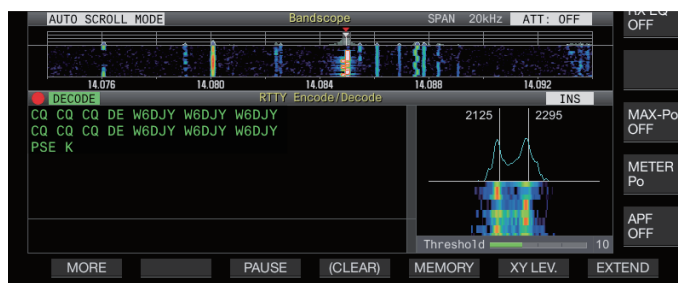 AUTO SCROLL MODE Bandscope SPAN 20kHz ATT: OFF
RX EQ
OFF
14.076 14.080 14.084 14.088 14.092
DECODE RTTY Encode/Decode INS
CQ CQ CQ DE W6DJY W6DJY W6DJY
CQ CQ CQ DE W6DJY W6DJY W6DJY
PSE K
2125 2295
MAX-Po
OFF
METER
Po
APF
OFF
Threshold 10
MORE PAUSE (CLEAR) MEMORY XY LEV. EXTEND